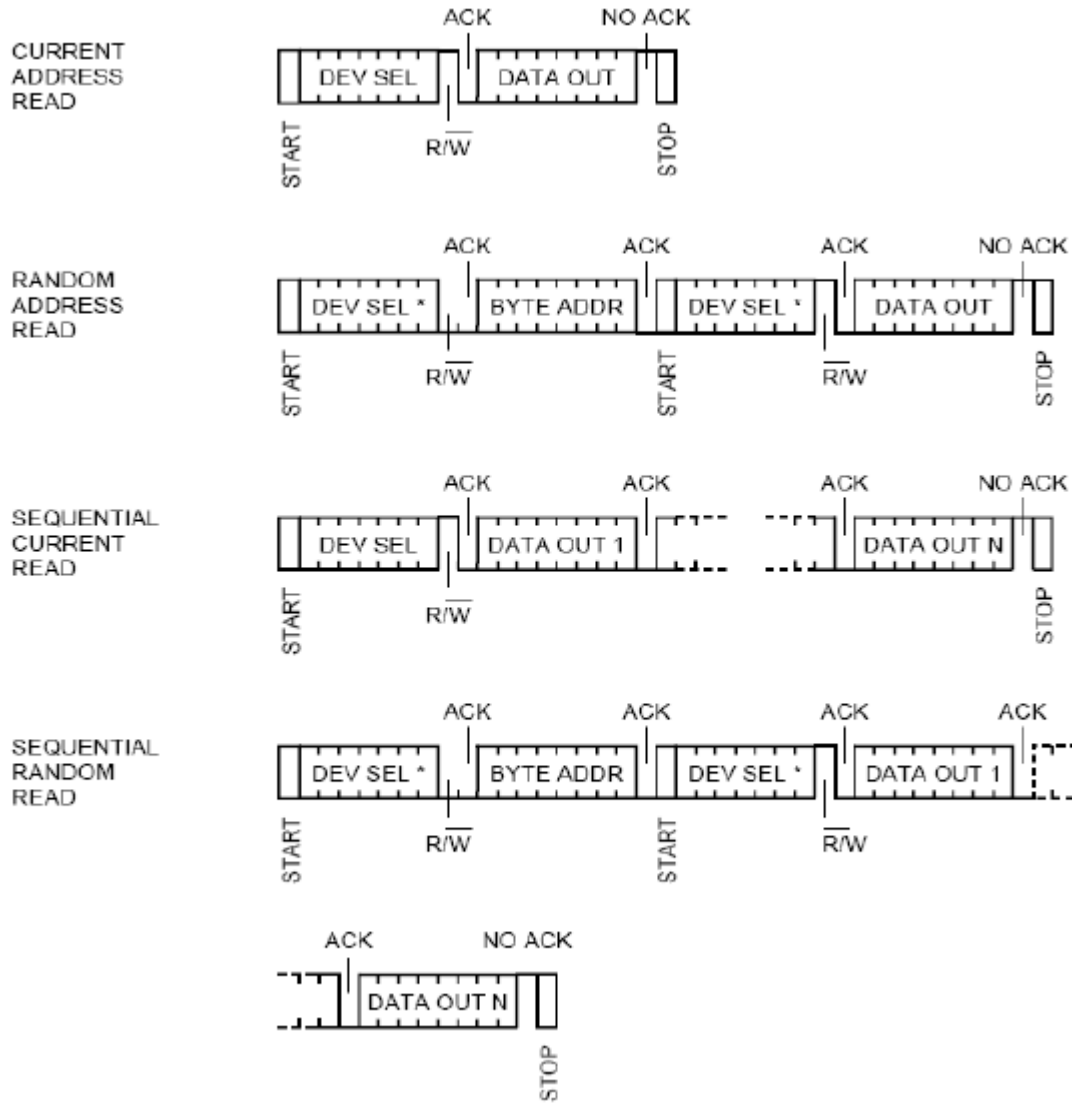 ACK NO ACK
CURRENT
ADDRESS
READ
DEV SEL DATA OUT
START R/W̅ STOP
ACK ACK ACK NO ACK
RANDOM
ADDRESS
READ
DEV SEL * BYTE ADDR DEV SEL * DATA OUT
START R/W̅ START R̅/W STOP
ACK ACK ACK NO ACK
SEQUENTIAL
CURRENT
READ
DEV SEL DATA OUT 1 DATA OUT N
START R/W̅ STOP
ACK ACK ACK ACK
SEQUENTIAL
RANDOM
READ
DEV SEL * BYTE ADDR DEV SEL * DATA OUT 1
START R/W̅ START R̅/W
ACK NO ACK
DATA OUT N
STOP